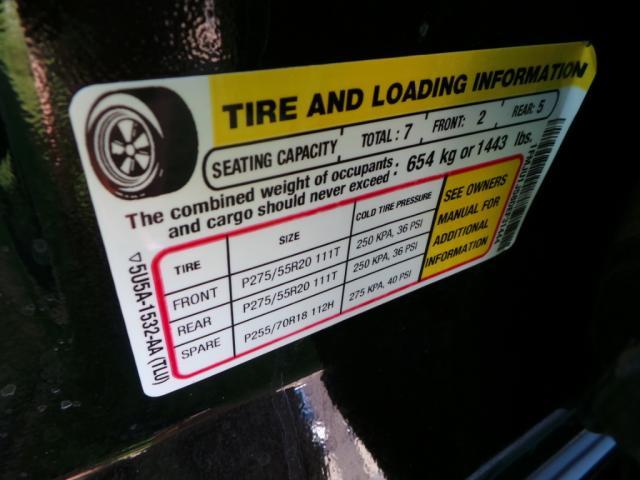 TIRE AND LOADING INFORMATION
SEATING CAPACITY TOTAL : 7 FRONT: 2 REAR: 5
The combined weight of occupants and cargo should never exceed : 654 kg or 1443 lbs.
TIRE SIZE COLD TIRE PRESSURE
FRONT P275/55R20 111T 250 KPA, 36 PSI
REAR P275/55R20 111T 250 KPA, 36 PSI
SPARE P255/70R18 112H 275 KPA, 40 PSI
SEE OWNERS
MANUAL FOR
ADDITIONAL
INFORMATION
5U5A-1532-AA (TLU)